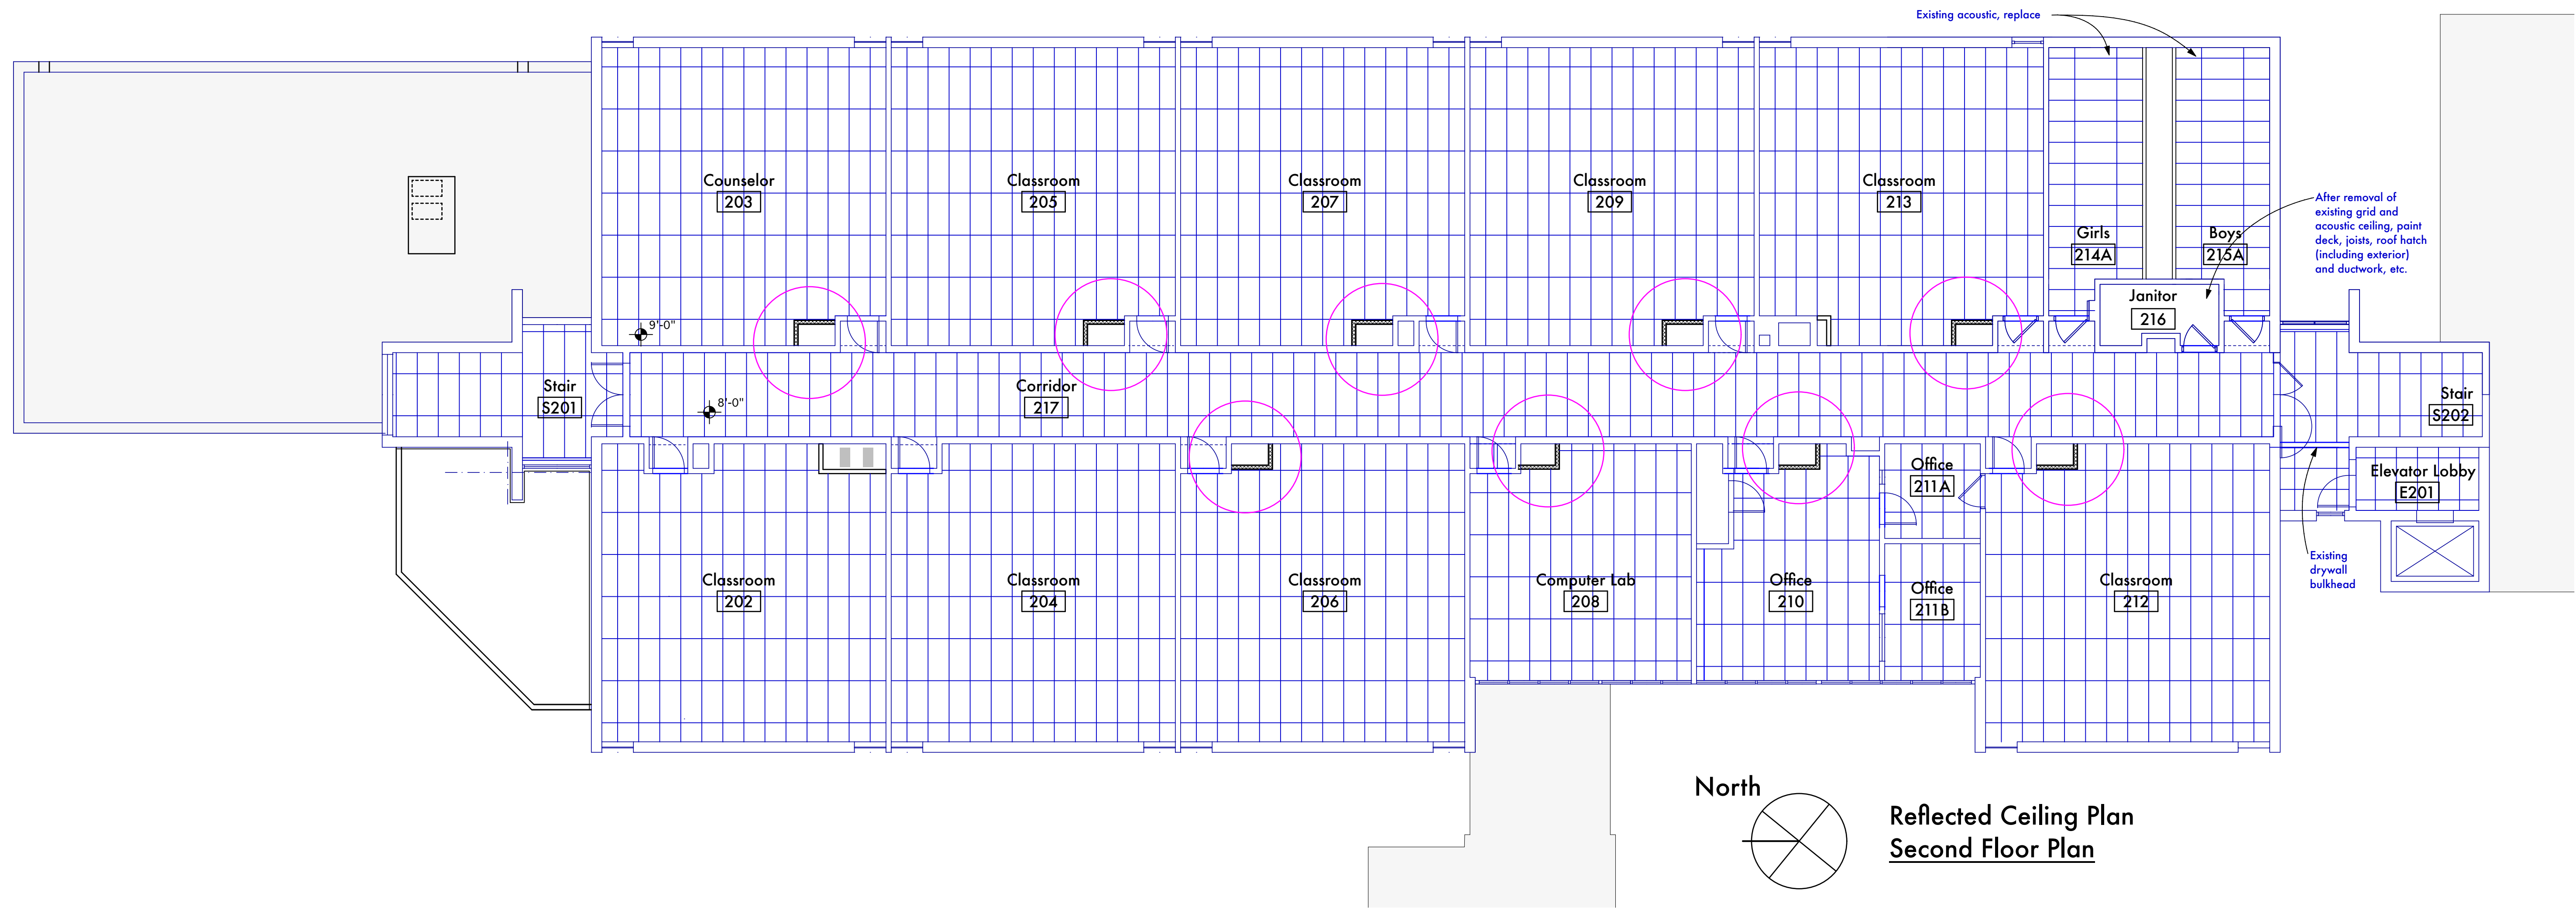 Existing acoustic, replace
Counselor
203
Classroom
205
Classroom
207
Classroom
209
Classroom
213
Girls
214A
Boys
215A
After removal of
existing grid and
acoustic ceiling, paint
deck, joists, roof hatch
(including exterior)
and ductwork, etc.
Janitor
216
9'-0"
Stair
S201
8'-0"
Corridor
217
Stair
S202
Office
211A
Elevator Lobby
E201
Classroom
202
Classroom
204
Classroom
206
Computer Lab
208
Office
210
Office
211B
Classroom
212
Existing
drywall
bulkhead
North
Reflected Ceiling Plan
Second Floor Plan